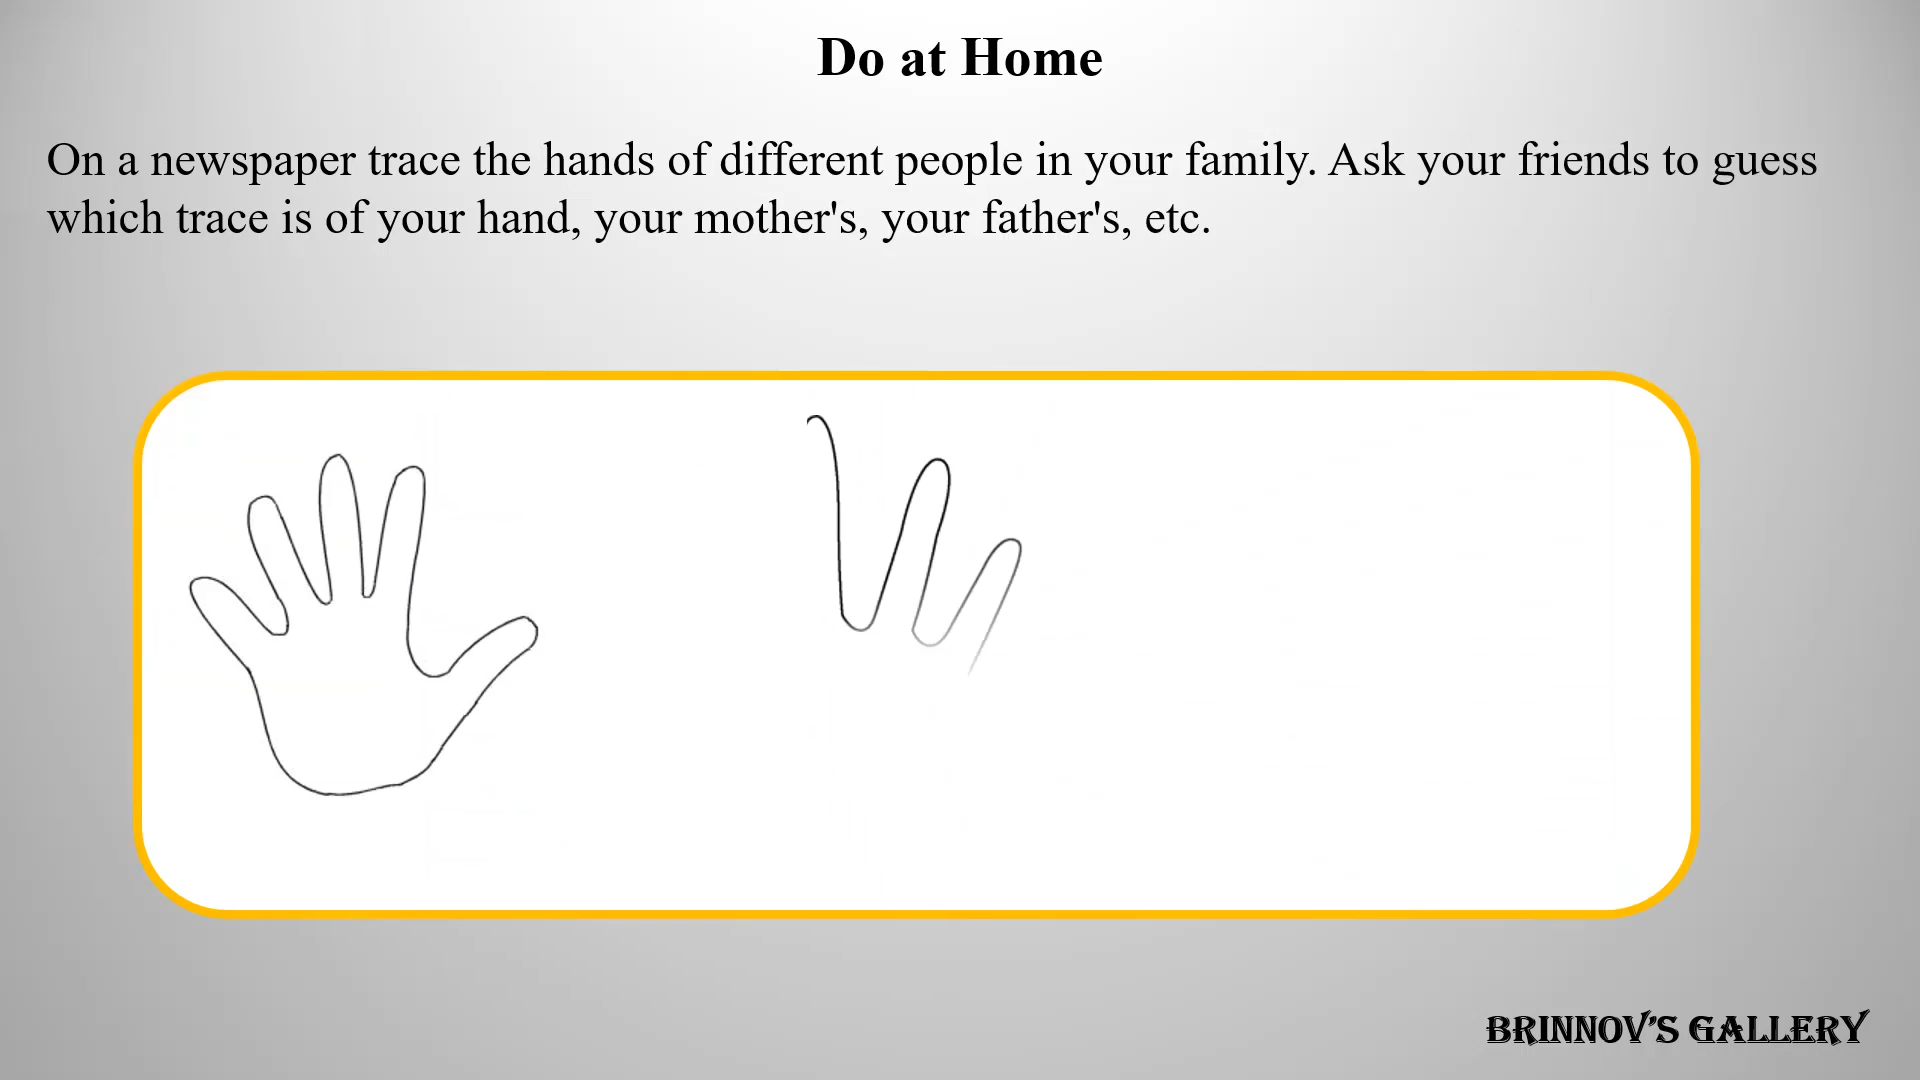 Do at Home
On a newspaper trace the hands of different people in your family. Ask your friends to guess
which trace is of your hand, your mother's, your father's, etc.
BRINNOV'S GALLERY